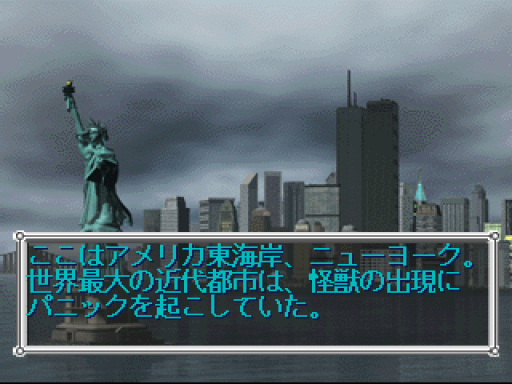 ここはアメリカ東海岸、ニューヨーク。
世界最大の近代都市は、怪獣の出現に
パニックを起こしていた。